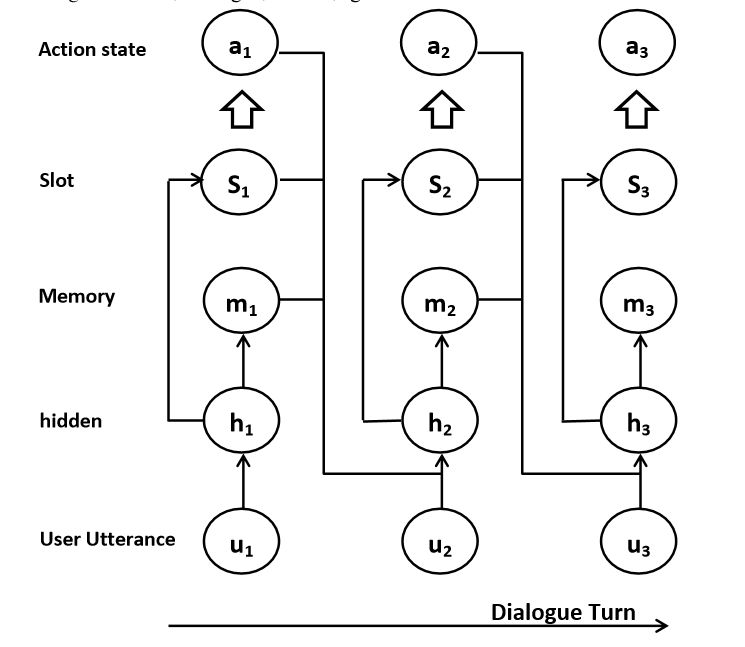 Action state a₁ a₂ a₃
Slot S₁ S₂ S₃
Memory m₁ m₂ m₃
hidden h₁ h₂ h₃
User Utterance u₁ u₂ u₃
Dialogue Turn